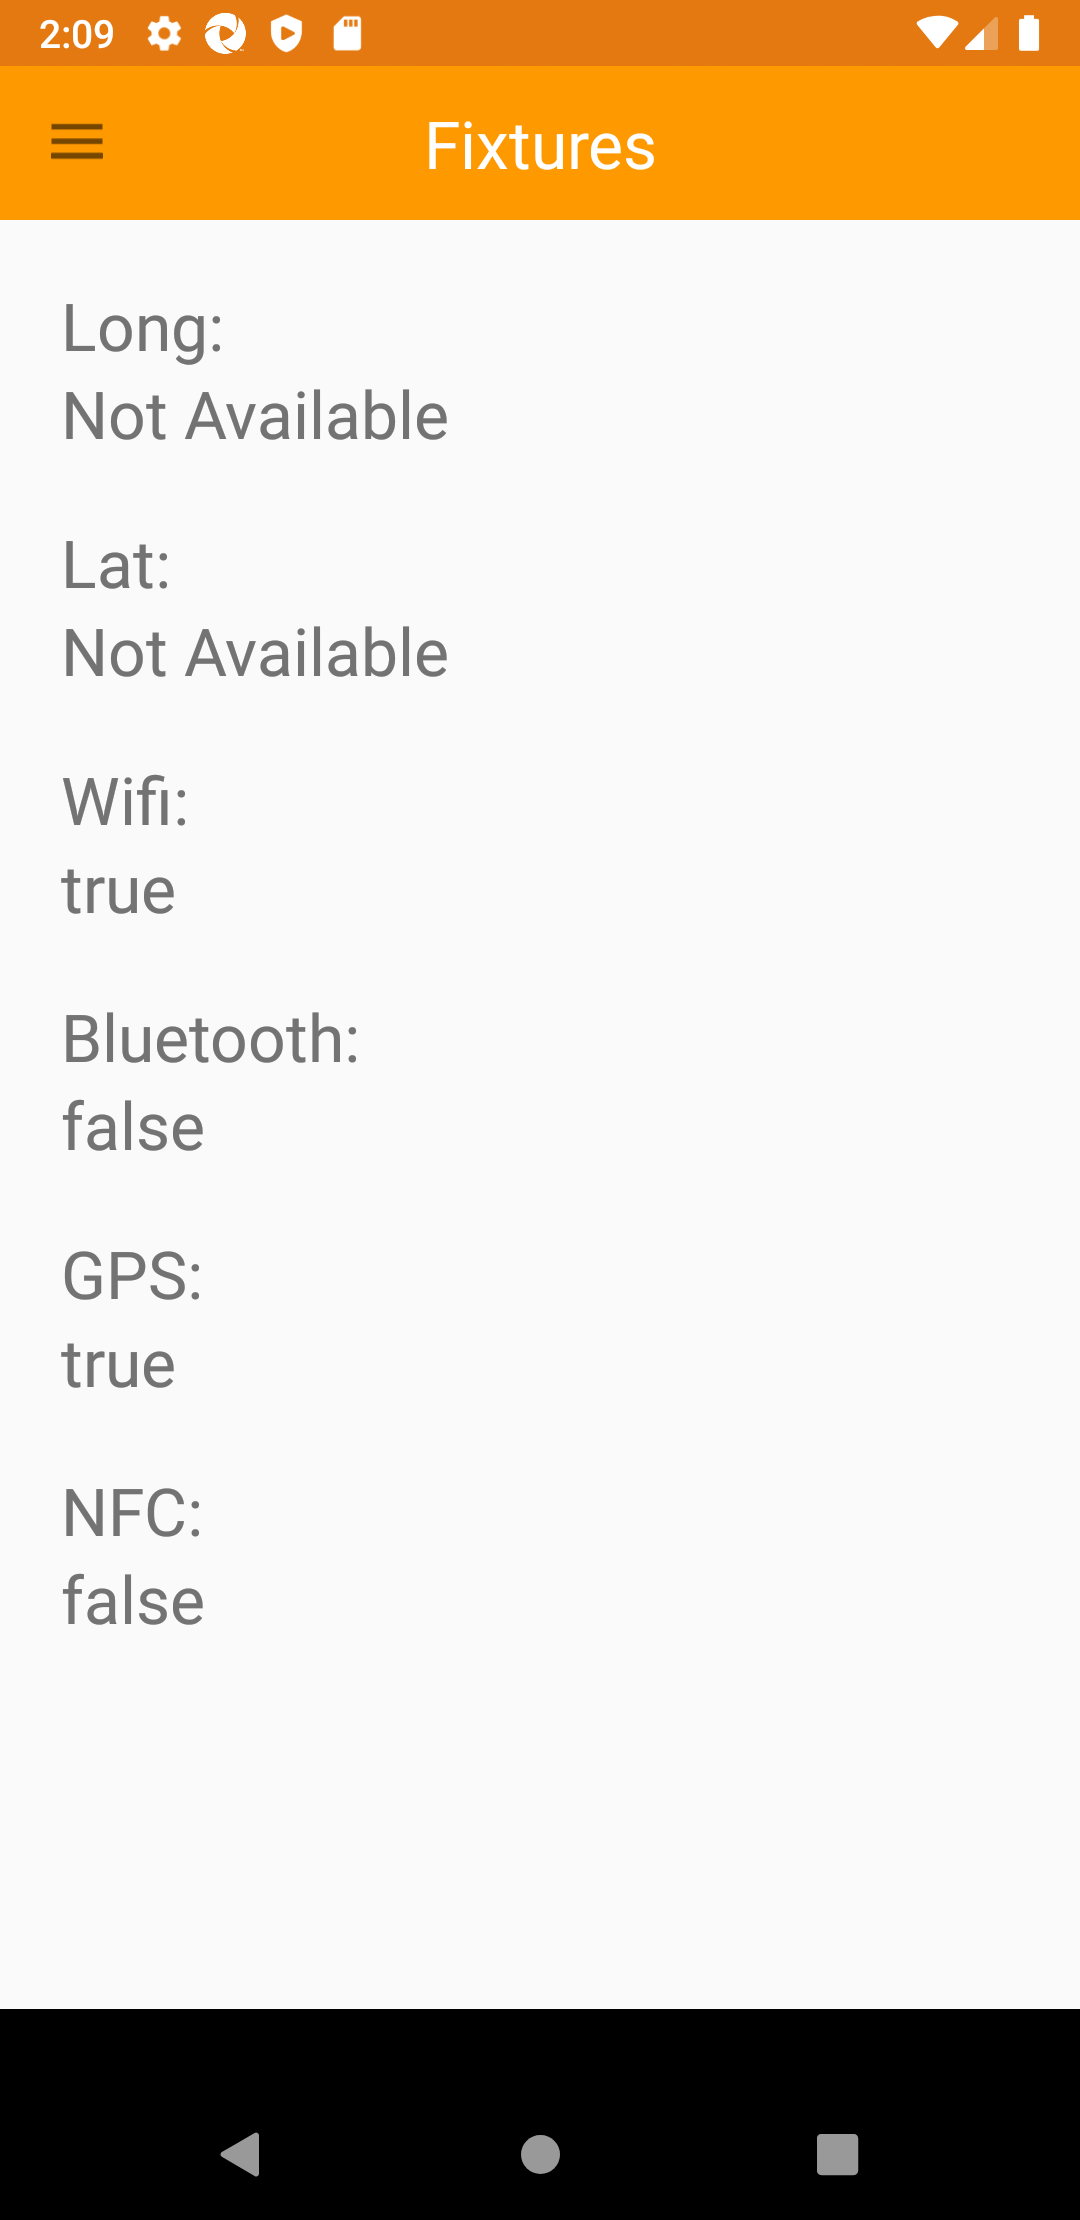 2:09
Fixtures
Long:
Not Available
Lat:
Not Available
Wifi:
true
Bluetooth:
false
GPS:
true
NFC:
false